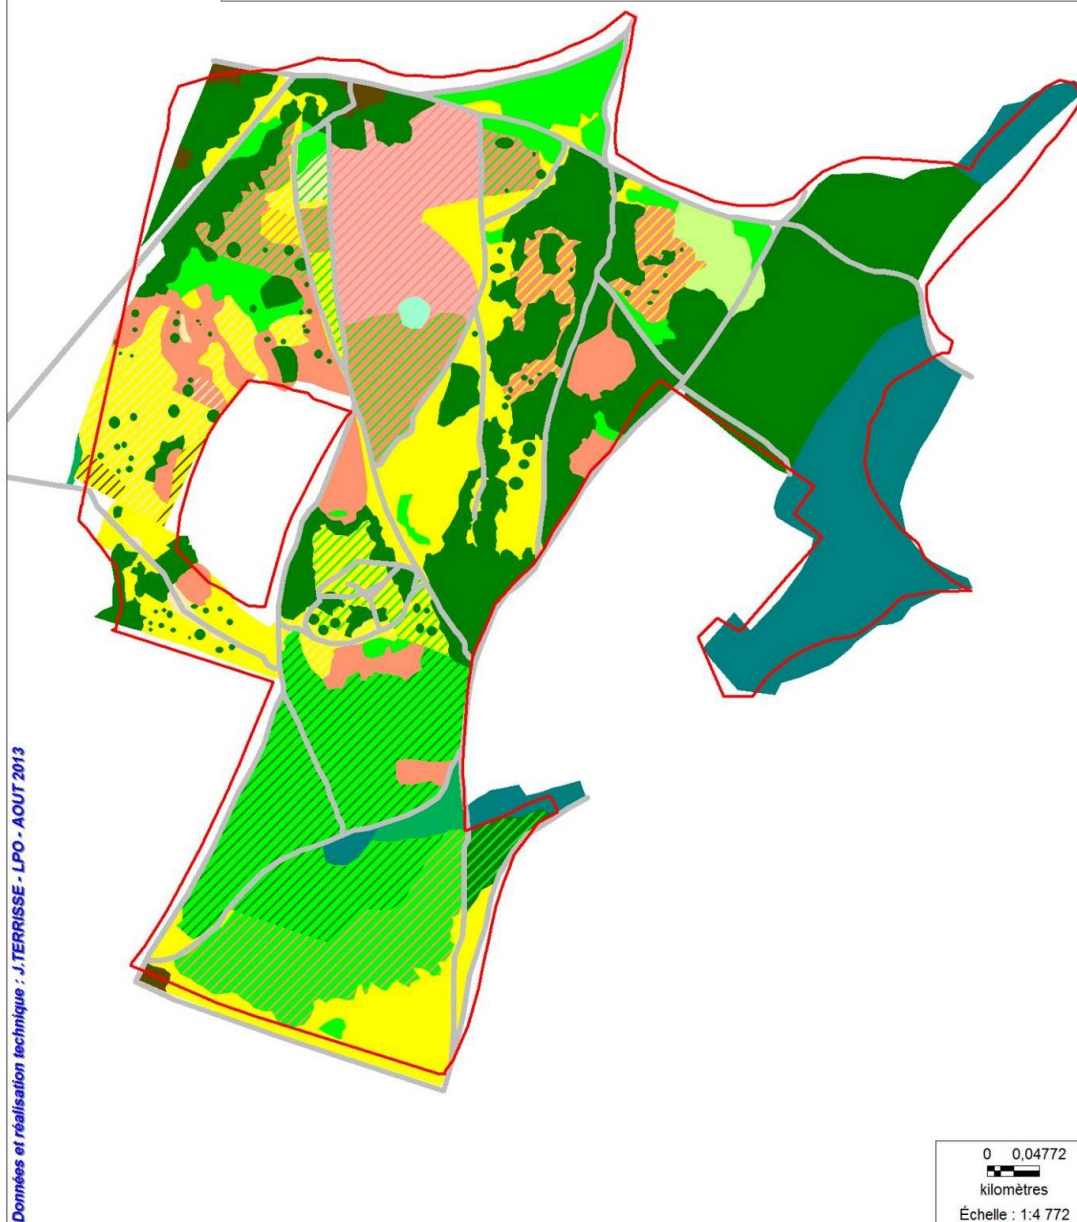 Données et réalisation technique : J.TERRISSE - LPO - AOUT 2013
0 0,04772
kilomètres
Échelle : 1:4 772